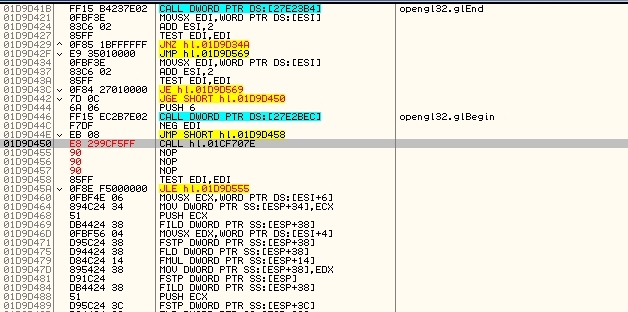 01D9D41B FF15 B4237E02 CALL DWORD PTR DS:[27E23B4] opengl32.glEnd
01D9D421 0FBF3E MOVSX EDI,WORD PTR DS:[ESI]
01D9D424 83C6 02 ADD ESI,2
01D9D427 85FF TEST EDI,EDI
01D9D429 ^ 0F85 1BFFFFFF JNZ hl.01D9D34A
01D9D42F ⌄ E9 35010000 JMP hl.01D9D569
01D9D434 0FBF3E MOVSX EDI,WORD PTR DS:[ESI]
01D9D437 83C6 02 ADD ESI,2
01D9D43A 85FF TEST EDI,EDI
01D9D43C ⌄ 0F84 27010000 JE hl.01D9D569
01D9D442 ⌄ 7D 0C JGE SHORT hl.01D9D450
01D9D444 6A 06 PUSH 6
01D9D446 FF15 EC2B7E02 CALL DWORD PTR DS:[27E2BEC] opengl32.glBegin
01D9D44C F7DF NEG EDI
01D9D44E ⌄ EB 08 JMP SHORT hl.01D9D458
01D9D450 E8 299CF5FF CALL hl.01CF707E
01D9D455 90 NOP
01D9D456 90 NOP
01D9D457 90 NOP
01D9D458 85FF TEST EDI,EDI
01D9D45A ⌄ 0F8E F5000000 JLE hl.01D9D555
01D9D460 0FBF4E 06 MOVSX ECX,WORD PTR DS:[ESI+6]
01D9D464 894C24 34 MOV DWORD PTR SS:[ESP+34],ECX
01D9D468 51 PUSH ECX
01D9D469 DB4424 38 FILD DWORD PTR SS:[ESP+38]
01D9D46D 0FBF56 04 MOVSX EDX,WORD PTR DS:[ESI+4]
01D9D471 D95C24 38 FSTP DWORD PTR SS:[ESP+38]
01D9D475 D94424 38 FLD DWORD PTR SS:[ESP+38]
01D9D479 D84C24 14 FMUL DWORD PTR SS:[ESP+14]
01D9D47D 895424 38 MOV DWORD PTR SS:[ESP+38],EDX
01D9D481 D91C24 FSTP DWORD PTR SS:[ESP]
01D9D484 DB4424 38 FILD DWORD PTR SS:[ESP+38]
01D9D488 51 PUSH ECX
01D9D489 D95C24 3C FSTP DWORD PTR SS:[ESP+3C]